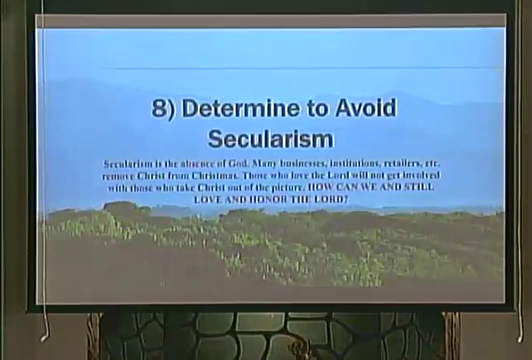 8) Determine to Avoid
Secularism
Secularism is the absence of God. Many businesses, institutions, retailers, etc.
remove Christ from Christmas. Those who love the Lord will not get involved
with those who take Christ out of the picture. HOW CAN WE AND STILL
LOVE AND HONOR THE LORD?